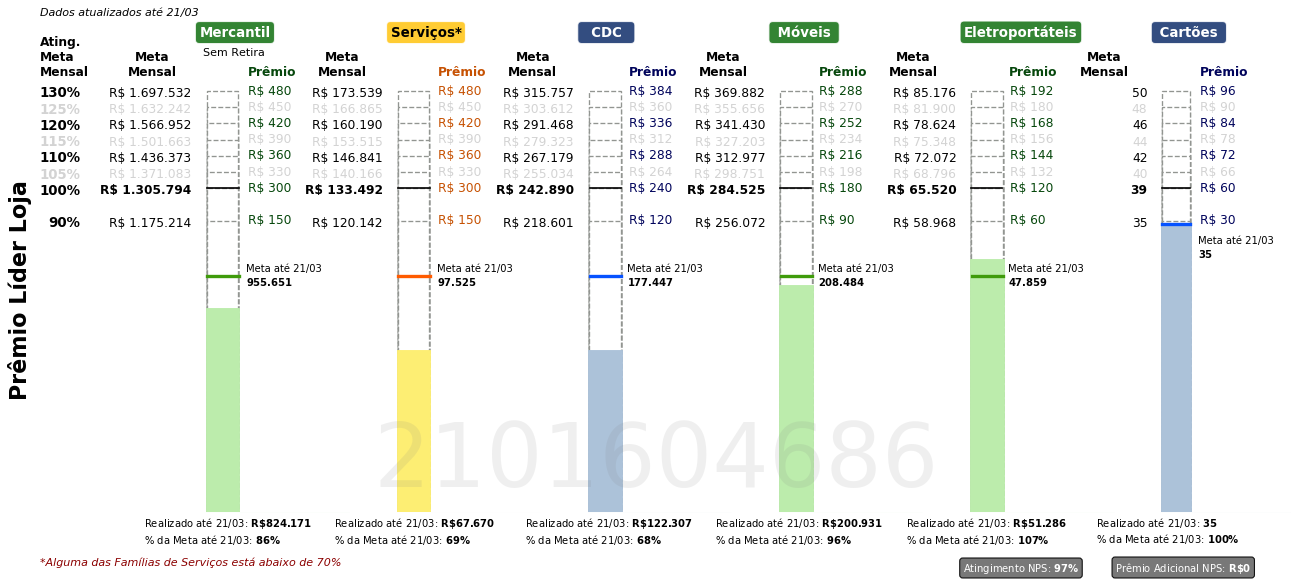 Dados atualizados até 21/03
Mercantil Serviços* CDC Móveis Eletroportáteis Cartões
Sem Retira
Ating. Meta Mensal
Meta Mensal Prêmio Meta Mensal Prêmio Meta Mensal Prêmio Meta Mensal Prêmio Meta Mensal Prêmio Meta Mensal Prêmio
130% R$ 1.697.532 R$ 480 R$ 173.539 R$ 480 R$ 315.757 R$ 384 R$ 369.882 R$ 288 R$ 85.176 R$ 192 50 R$ 96
125% R$ 1.632.242 R$ 450 R$ 166.865 R$ 450 R$ 303.612 R$ 360 R$ 355.656 R$ 270 R$ 81.900 R$ 180 48 R$ 90
120% R$ 1.566.952 R$ 420 R$ 160.190 R$ 420 R$ 291.468 R$ 336 R$ 341.430 R$ 252 R$ 78.624 R$ 168 46 R$ 84
115% R$ 1.501.663 R$ 390 R$ 153.515 R$ 390 R$ 279.323 R$ 312 R$ 327.203 R$ 234 R$ 75.348 R$ 156 44 R$ 78
110% R$ 1.436.373 R$ 360 R$ 146.841 R$ 360 R$ 267.179 R$ 288 R$ 312.977 R$ 216 R$ 72.072 R$ 144 42 R$ 72
105% R$ 1.371.083 R$ 330 R$ 140.166 R$ 330 R$ 255.034 R$ 264 R$ 298.751 R$ 198 R$ 68.796 R$ 132 40 R$ 66
100% R$ 1.305.794 R$ 300 R$ 133.492 R$ 300 R$ 242.890 R$ 240 R$ 284.525 R$ 180 R$ 65.520 R$ 120 39 R$ 60
90% R$ 1.175.214 R$ 150 R$ 120.142 R$ 150 R$ 218.601 R$ 120 R$ 256.072 R$ 90 R$ 58.968 R$ 60 35 R$ 30
Meta até 21/03
35
Meta até 21/03 Meta até 21/03 Meta até 21/03 Meta até 21/03 Meta até 21/03
955.651 97.525 177.447 208.484 47.859
Prêmio Líder Loja
2101604686
Realizado até 21/03: R$824.171 Realizado até 21/03: R$67.670 Realizado até 21/03: R$122.307 Realizado até 21/03: R$200.931 Realizado até 21/03: R$51.286 Realizado até 21/03: 35
% da Meta até 21/03: 86% % da Meta até 21/03: 69% % da Meta até 21/03: 68% % da Meta até 21/03: 96% % da Meta até 21/03: 107% % da Meta até 21/03: 100%
*Alguma das Famílias de Serviços está abaixo de 70%
Atingimento NPS: 97% Prêmio Adicional NPS: R$0